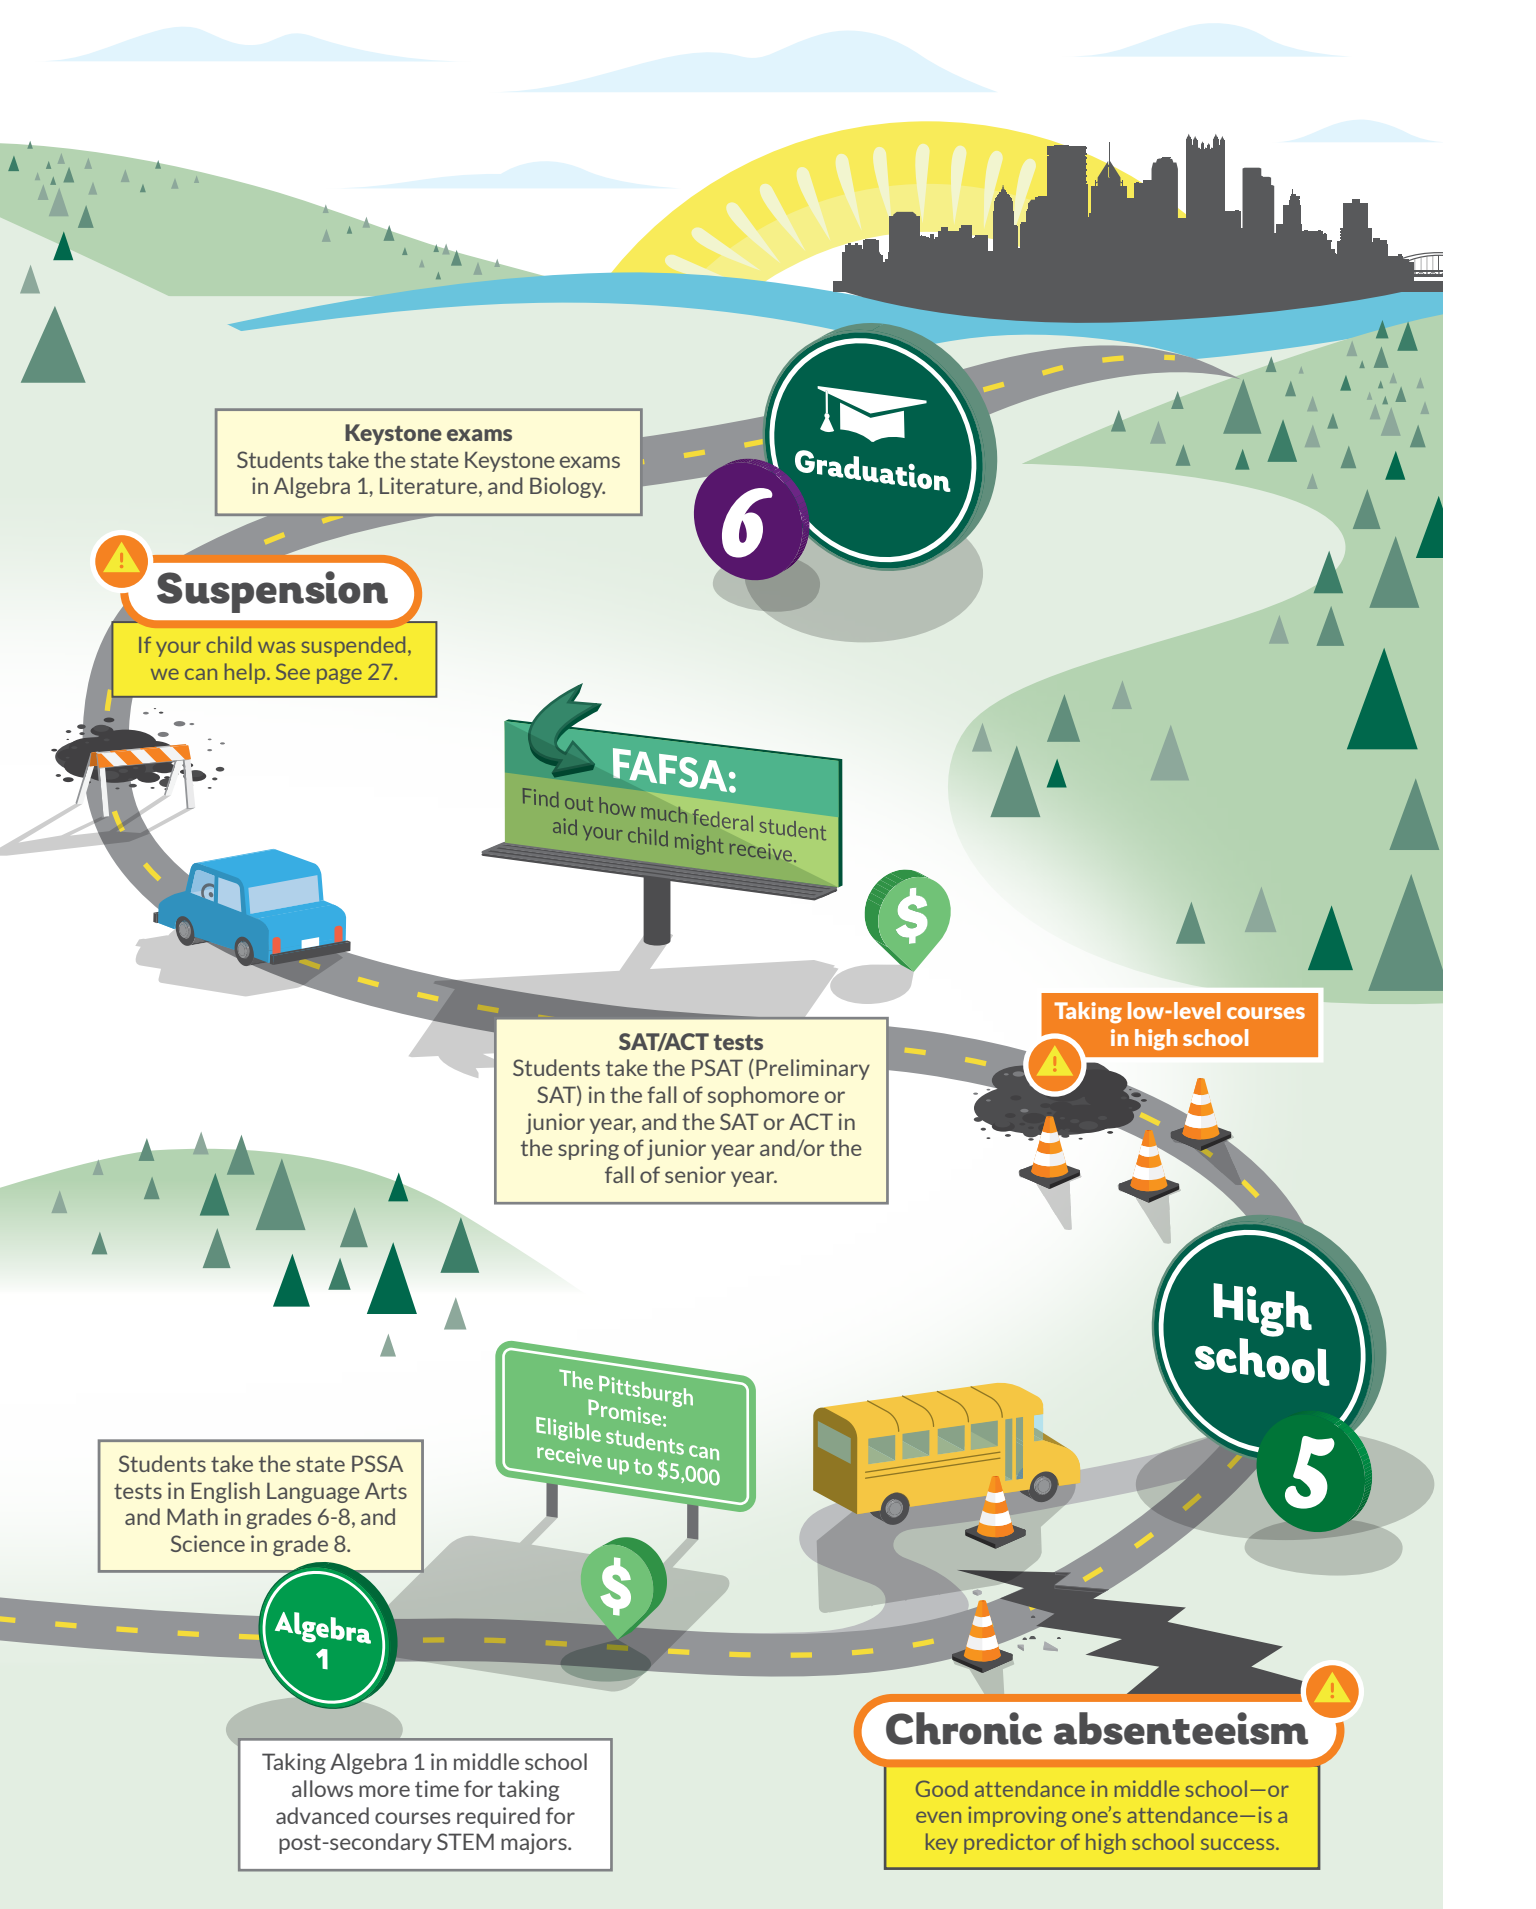 Keystone exams
Students take the state Keystone exams
in Algebra 1, Literature, and Biology.
Graduation
6
Suspension
If your child was suspended,
we can help. See page 27.
FAFSA:
Find out how much federal student
aid your child might receive.
$
Taking low-level courses
in high school
SAT/ACT tests
Students take the PSAT (Preliminary
SAT) in the fall of sophomore or
junior year, and the SAT or ACT in
the spring of junior year and/or the
fall of senior year.
High
school
5
The Pittsburgh
Promise:
Eligible students can
receive up to $5,000
$
Students take the state PSSA
tests in English Language Arts
and Math in grades 6-8, and
Science in grade 8.
Algebra
1
Taking Algebra 1 in middle school
allows more time for taking
advanced courses required for
post-secondary STEM majors.
Chronic absenteeism
Good attendance in middle school—or
even improving one's attendance—is a
key predictor of high school success.